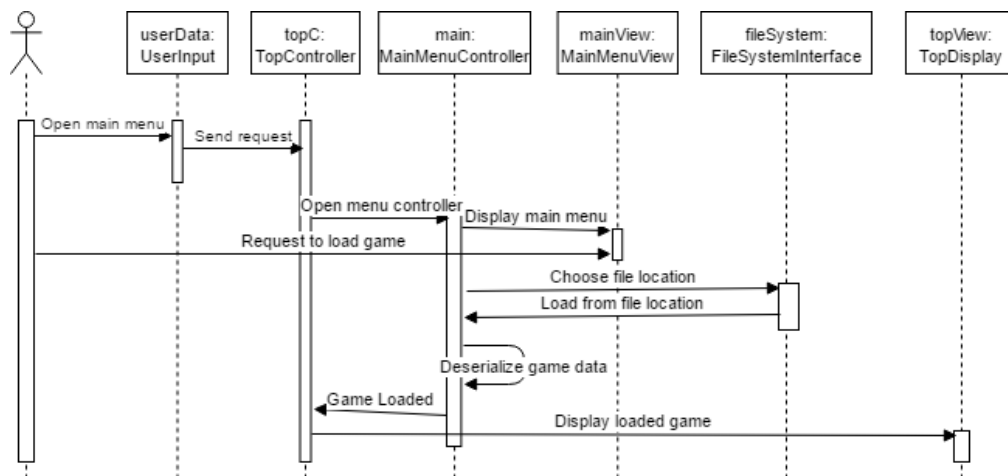 userData:
UserInput
topC:
TopController
main:
MainMenuController
mainView:
MainMenuView
fileSystem:
FileSystemInterface
topView:
TopDisplay
Open main menu
Send request
Open menu controller
Display main menu
Request to load game
Choose file location
Load from file location
Deserialize game data
Game Loaded
Display loaded game